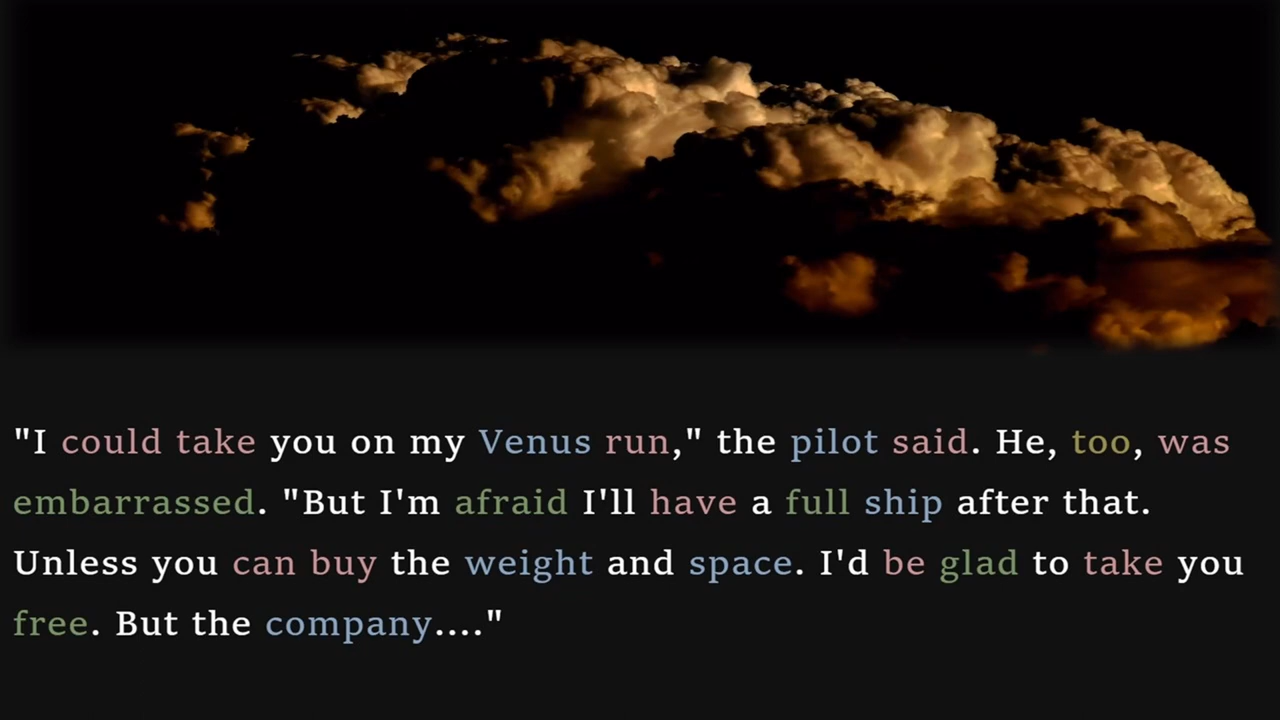 "I could take you on my Venus run," the pilot said. He, too, was
embarrassed. "But I'm afraid I'll have a full ship after that.
Unless you can buy the weight and space. I'd be glad to take you
free. But the company...."